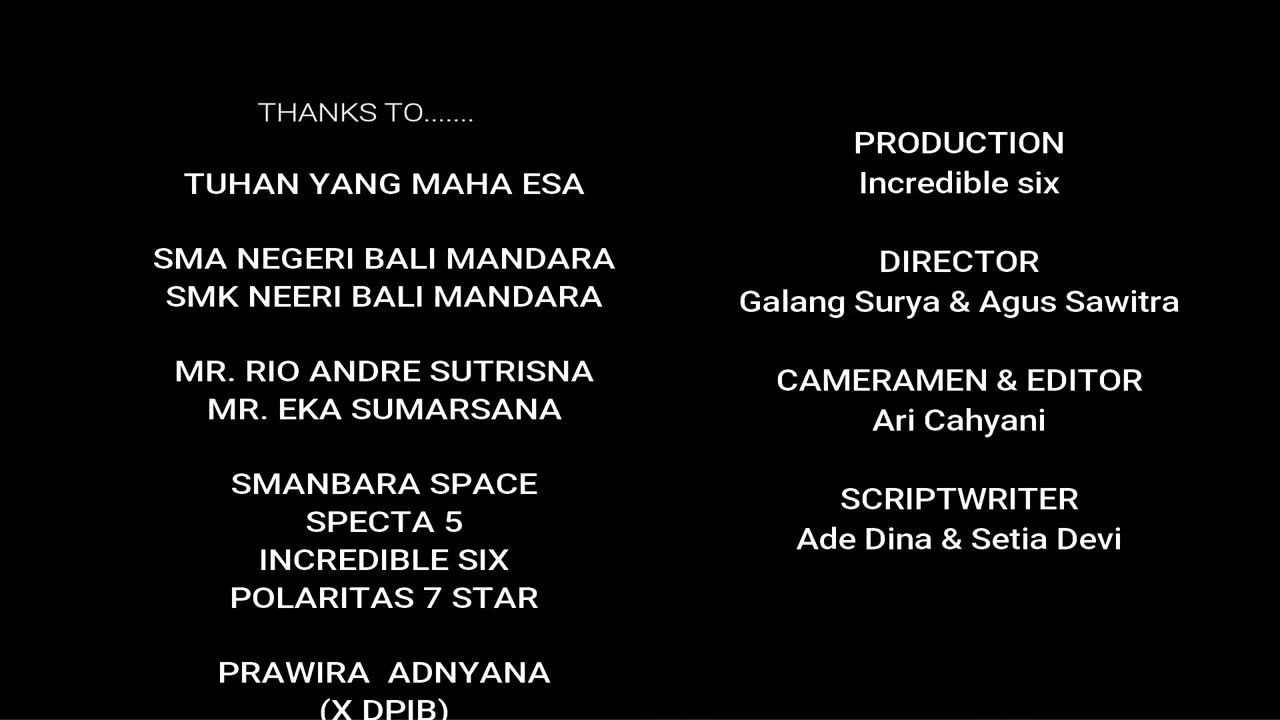 THANKS TO.......
TUHAN YANG MAHA ESA
SMA NEGERI BALI MANDARA
SMK NEERI BALI MANDARA
MR. RIO ANDRE SUTRISNA
MR. EKA SUMARSANA
SMANBARA SPACE
SPECTA 5
INCREDIBLE SIX
POLARITAS 7 STAR
PRAWIRA  ADNYANA
(X DPIB)
PRODUCTION
Incredible six
DIRECTOR
Galang Surya & Agus Sawitra
CAMERAMEN & EDITOR
Ari Cahyani
SCRIPTWRITER
Ade Dina & Setia Devi